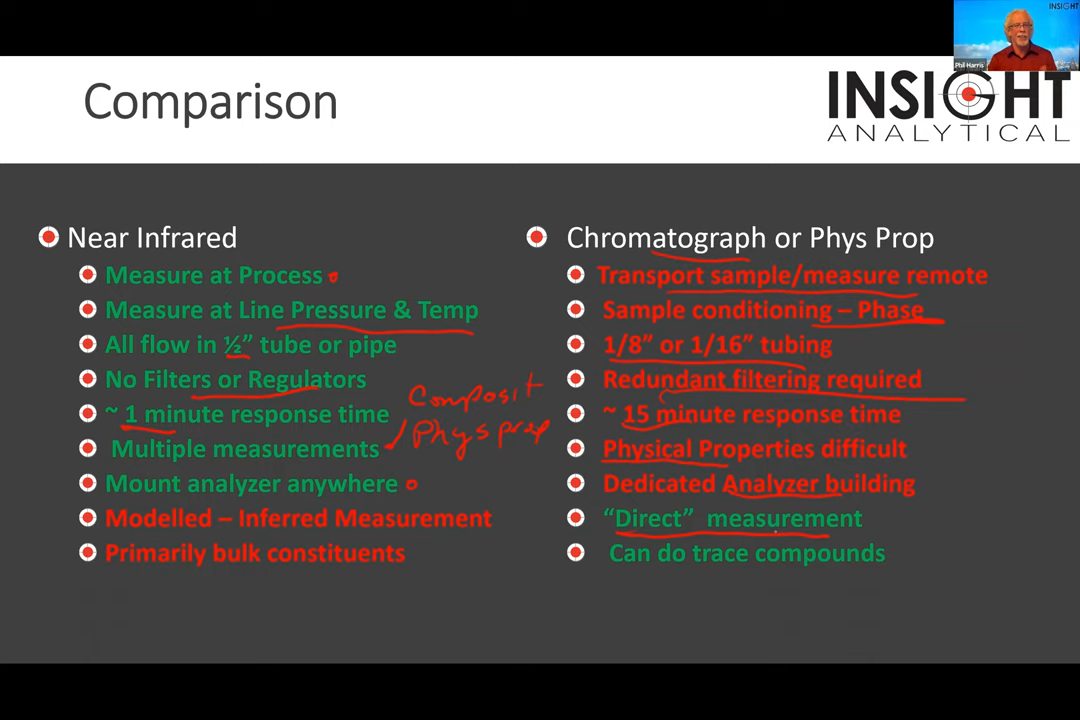 INSIGHT
Phil Harris
Comparison
INSIGHT
ANALYTICAL
Near Infrared
Measure at Process
Measure at Line Pressure & Temp
All flow in ½” tube or pipe
No Filters or Regulators
~ 1 minute response time
Multiple measurements
Composit
Phys prop
Mount analyzer anywhere
Modelled – Inferred Measurement
Primarily bulk constituents
Chromatograph or Phys Prop
Transport sample/measure remote
Sample conditioning – Phase
1/8” or 1/16” tubing
Redundant filtering required
~ 15 minute response time
Physical Properties difficult
Dedicated Analyzer building
“Direct” measurement
Can do trace compounds